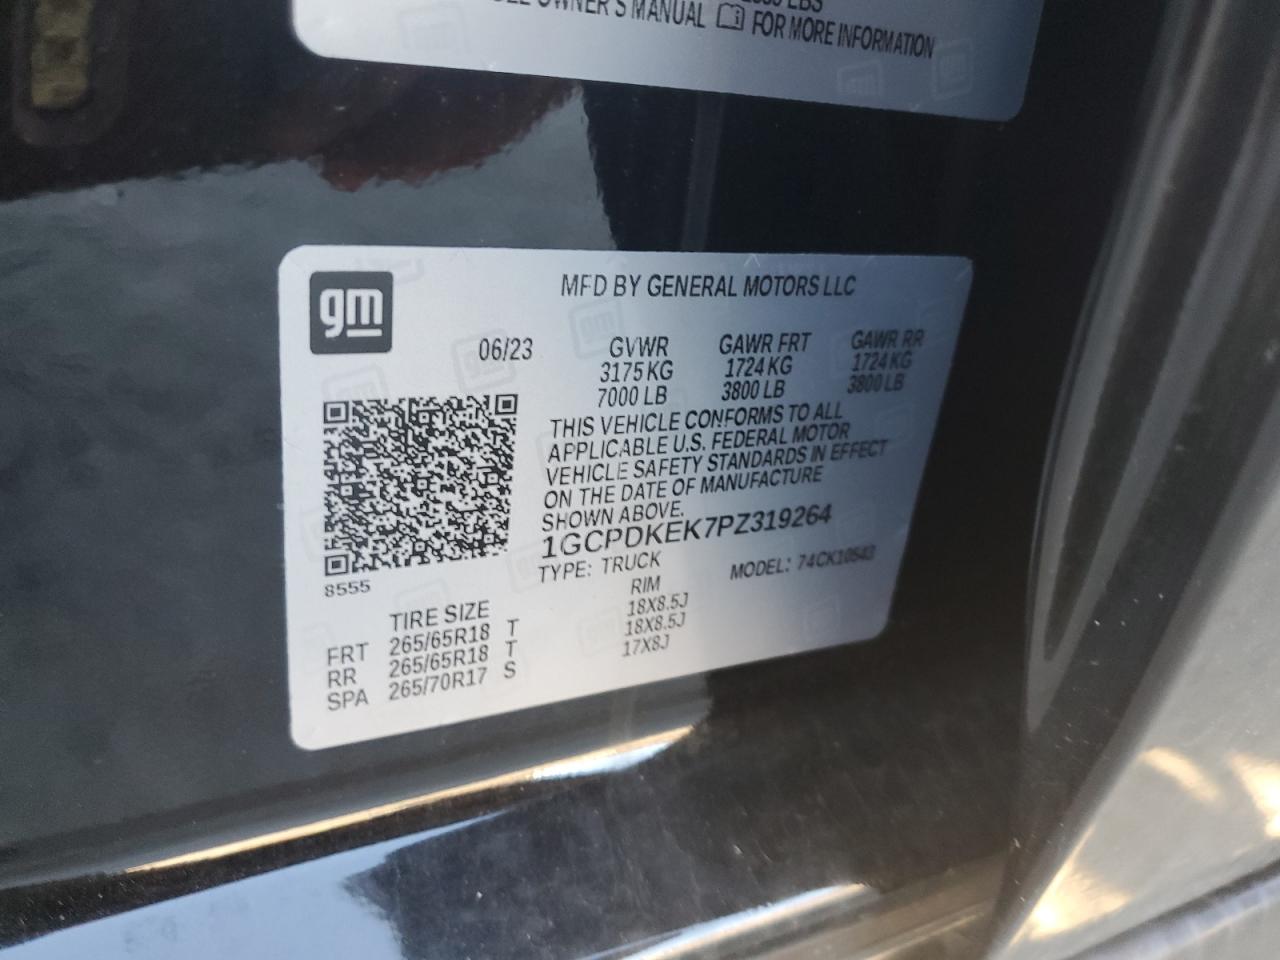 OWNER'S MANUAL FOR MORE INFORMATION
gm
MFD BY GENERAL MOTORS LLC
06/23 GVWR GAWR FRT GAWR RR
3175 KG 1724 KG 1724 KG
7000 LB 3800 LB 3800 LB
THIS VEHICLE CONFORMS TO ALL
APPLICABLE U.S. FEDERAL MOTOR
VEHICLE SAFETY STANDARDS IN EFFECT
ON THE DATE OF MANUFACTURE
SHOWN ABOVE.
1GCPDKEK7PZ319264
TYPE: TRUCK MODEL: 74CK10543
8555
TIRE SIZE RIM
FRT 265/65R18 T 18X8.5J
RR 265/65R18 T 18X8.5J
SPA 265/70R17 S 17X8J